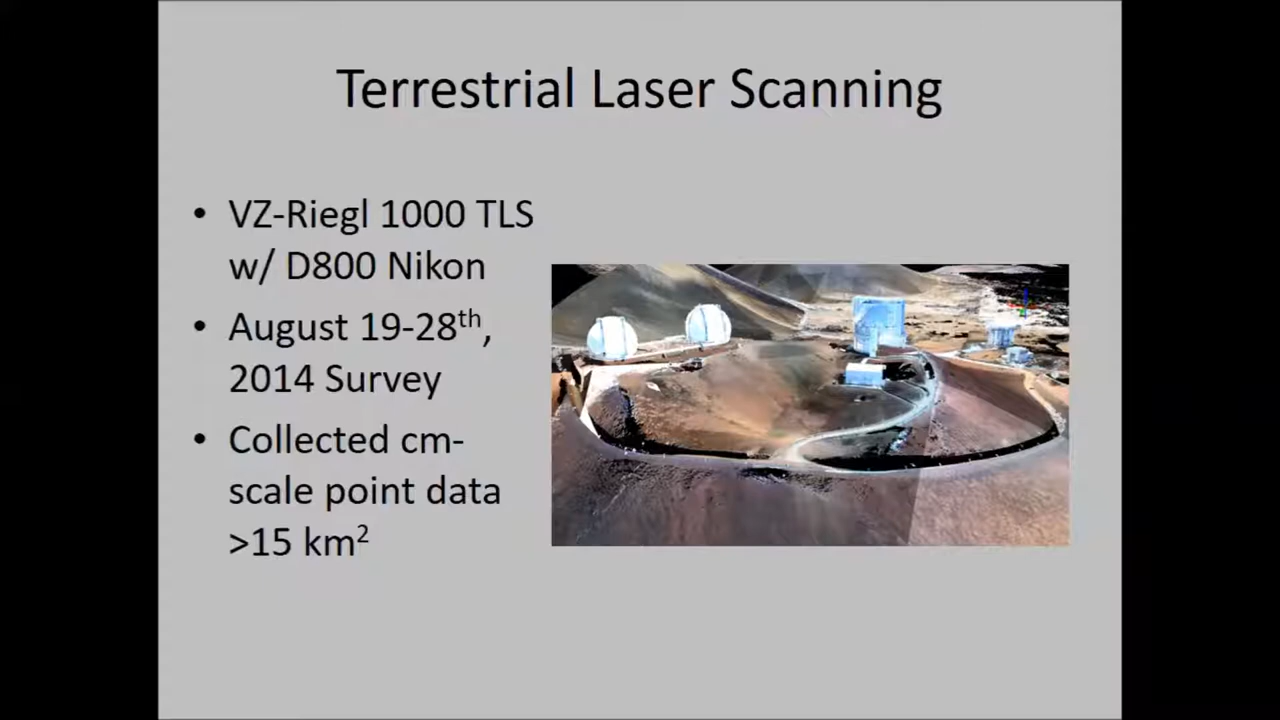 Terrestrial Laser Scanning
• VZ-Riegl 1000 TLS
w/ D800 Nikon
• August 19-28th,
2014 Survey
• Collected cm-
scale point data
>15 km²